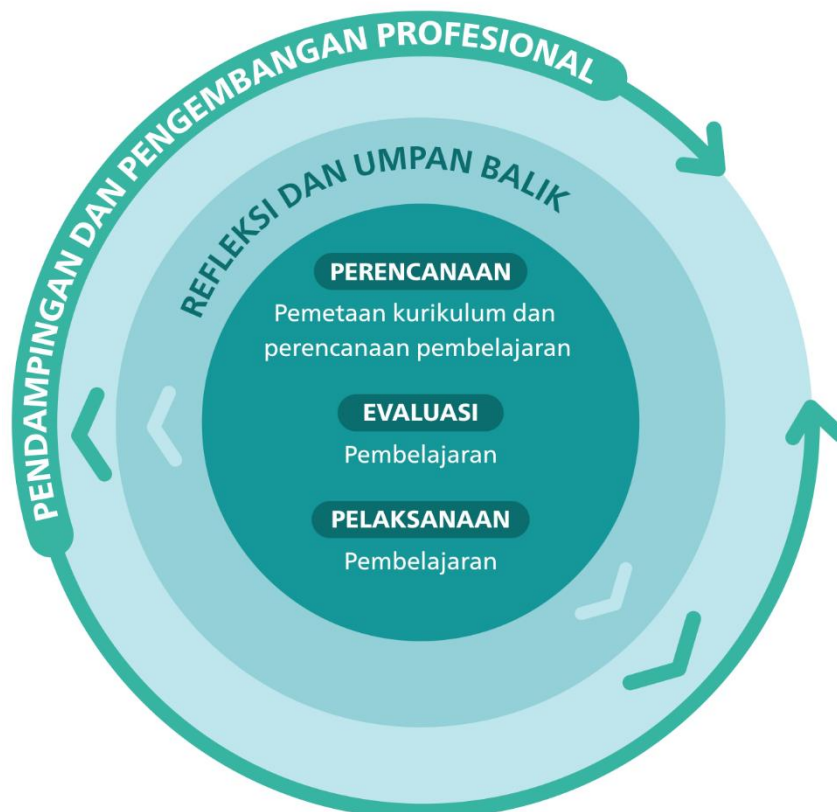 PENDAMPINGAN DAN PENGEMBANGAN PROFESIONAL
REFLEKSI DAN UMPAN BALIK
PERENCANAAN
Pemetaan kurikulum dan
perencanaan pembelajaran
EVALUASI
Pembelajaran
PELAKSANAAN
Pembelajaran